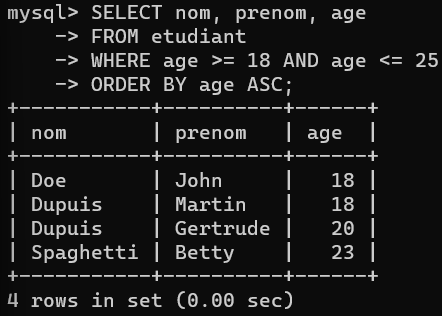 mysql> SELECT nom, prenom, age
    -> FROM etudiant
    -> WHERE age >= 18 AND age <= 25
    -> ORDER BY age ASC;
+-----------+----------+------+
| nom       | prenom   | age  |
+-----------+----------+------+
| Doe       | John     |   18 |
| Dupuis    | Martin   |   18 |
| Dupuis    | Gertrude |   20 |
| Spaghetti | Betty    |   23 |
+-----------+----------+------+
4 rows in set (0.00 sec)